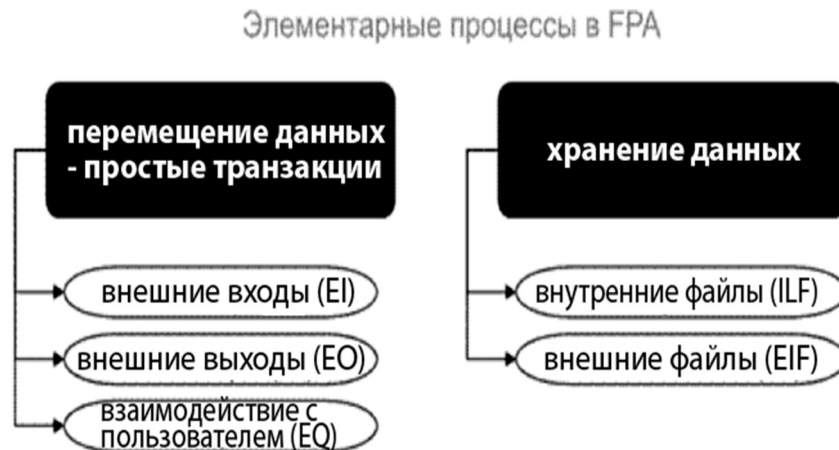 Элементарные процессы в FPA
перемещение данных
- простые транзакции
внешние входы (EI)
внешние выходы (EO)
взаимодействие с
пользователем (EQ)
хранение данных
внутренние файлы (ILF)
внешние файлы (EIF)